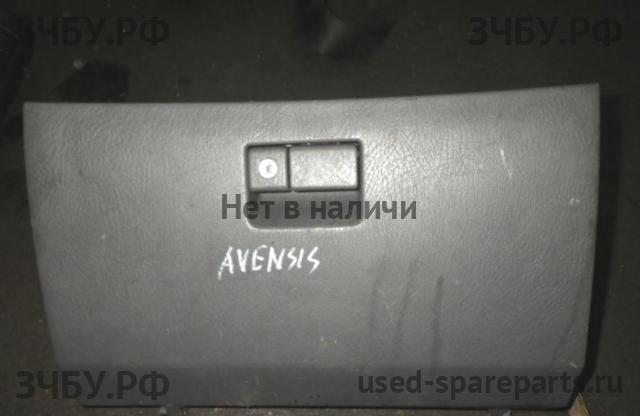 ЗЧБУ.РФ ЗЧБУ.РФ
Нет в наличи
AVENSIS
ЗЧБУ.РФ used-spareparts.ru